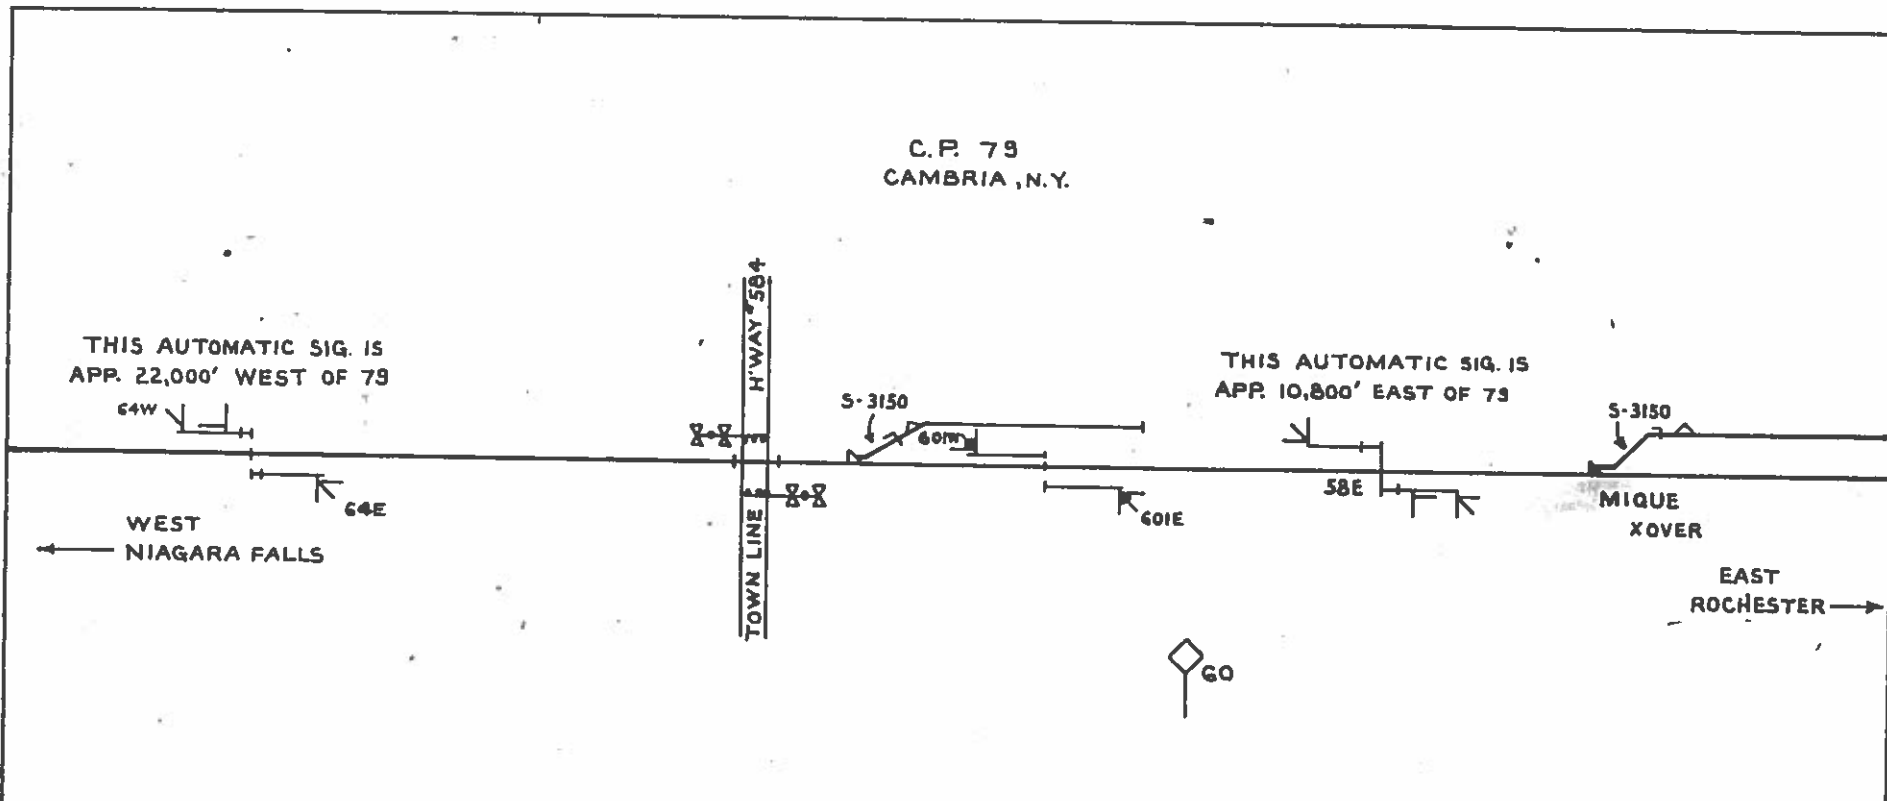 C.P. 79
CAMBRIA, N.Y.
THIS AUTOMATIC SIG. IS
APP. 22,000' WEST OF 79
64W
64E
WEST
NIAGARA FALLS
H'WAY #584
TOWN LINE
S-3150
601W
601E
THIS AUTOMATIC SIG. IS
APP. 10,800' EAST OF 79
58E
S-3150
MIQUE
XOVER
EAST
ROCHESTER
60